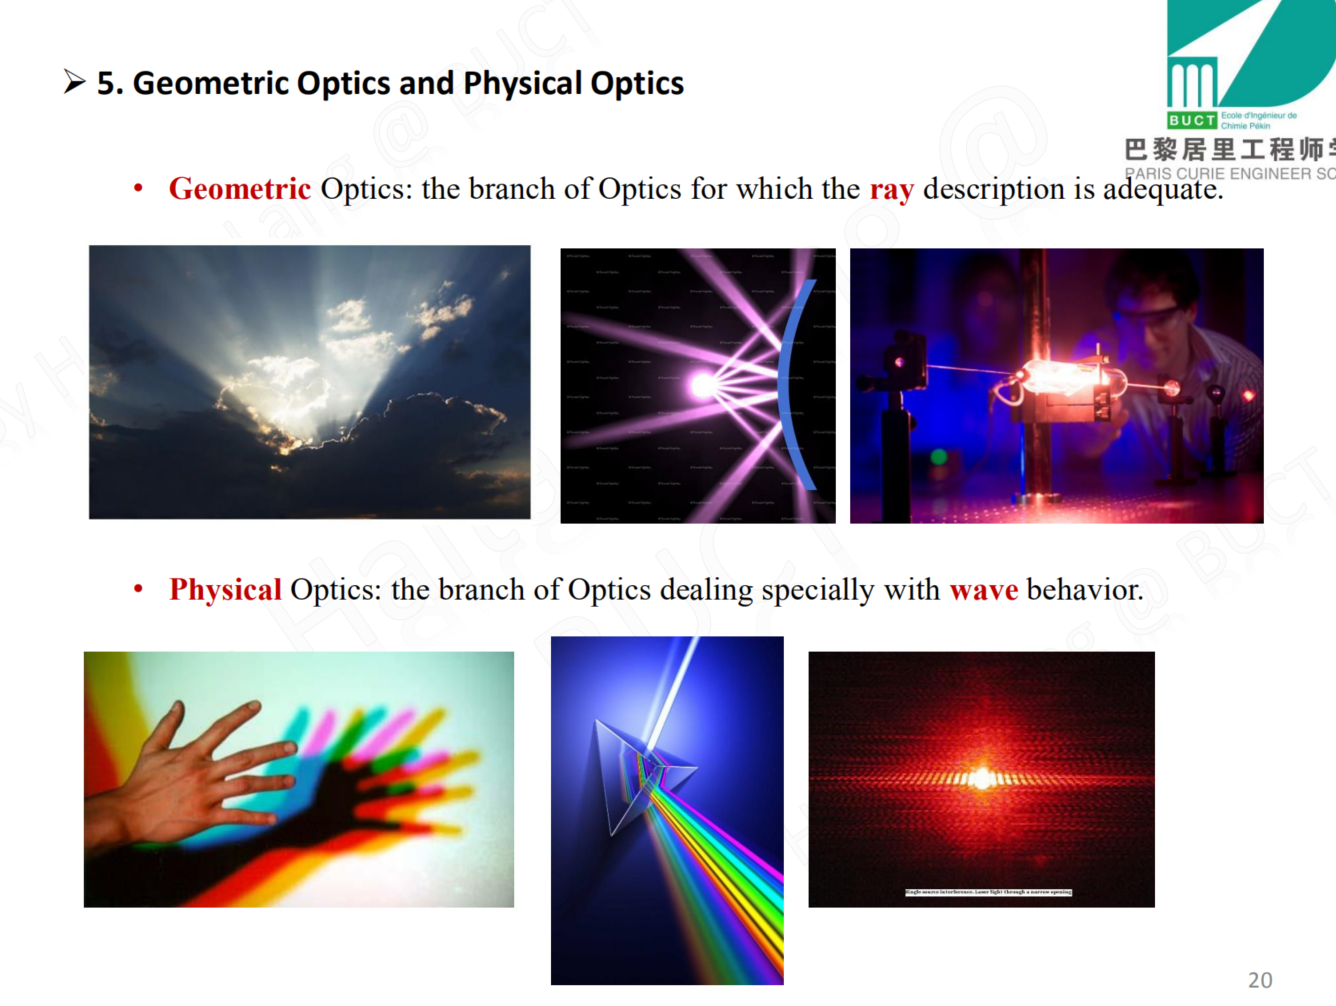 ➢ 5. Geometric Optics and Physical Optics
BUCT
Ecole d'Ingénieur de
Chimie Pékin
巴黎居里工程师学
PARIS CURIE ENGINEER SC
• Geometric Optics: the branch of Optics for which the ray description is adequate.
• Physical Optics: the branch of Optics dealing specially with wave behavior.
Single source interference. Laser light through a narrow opening
20